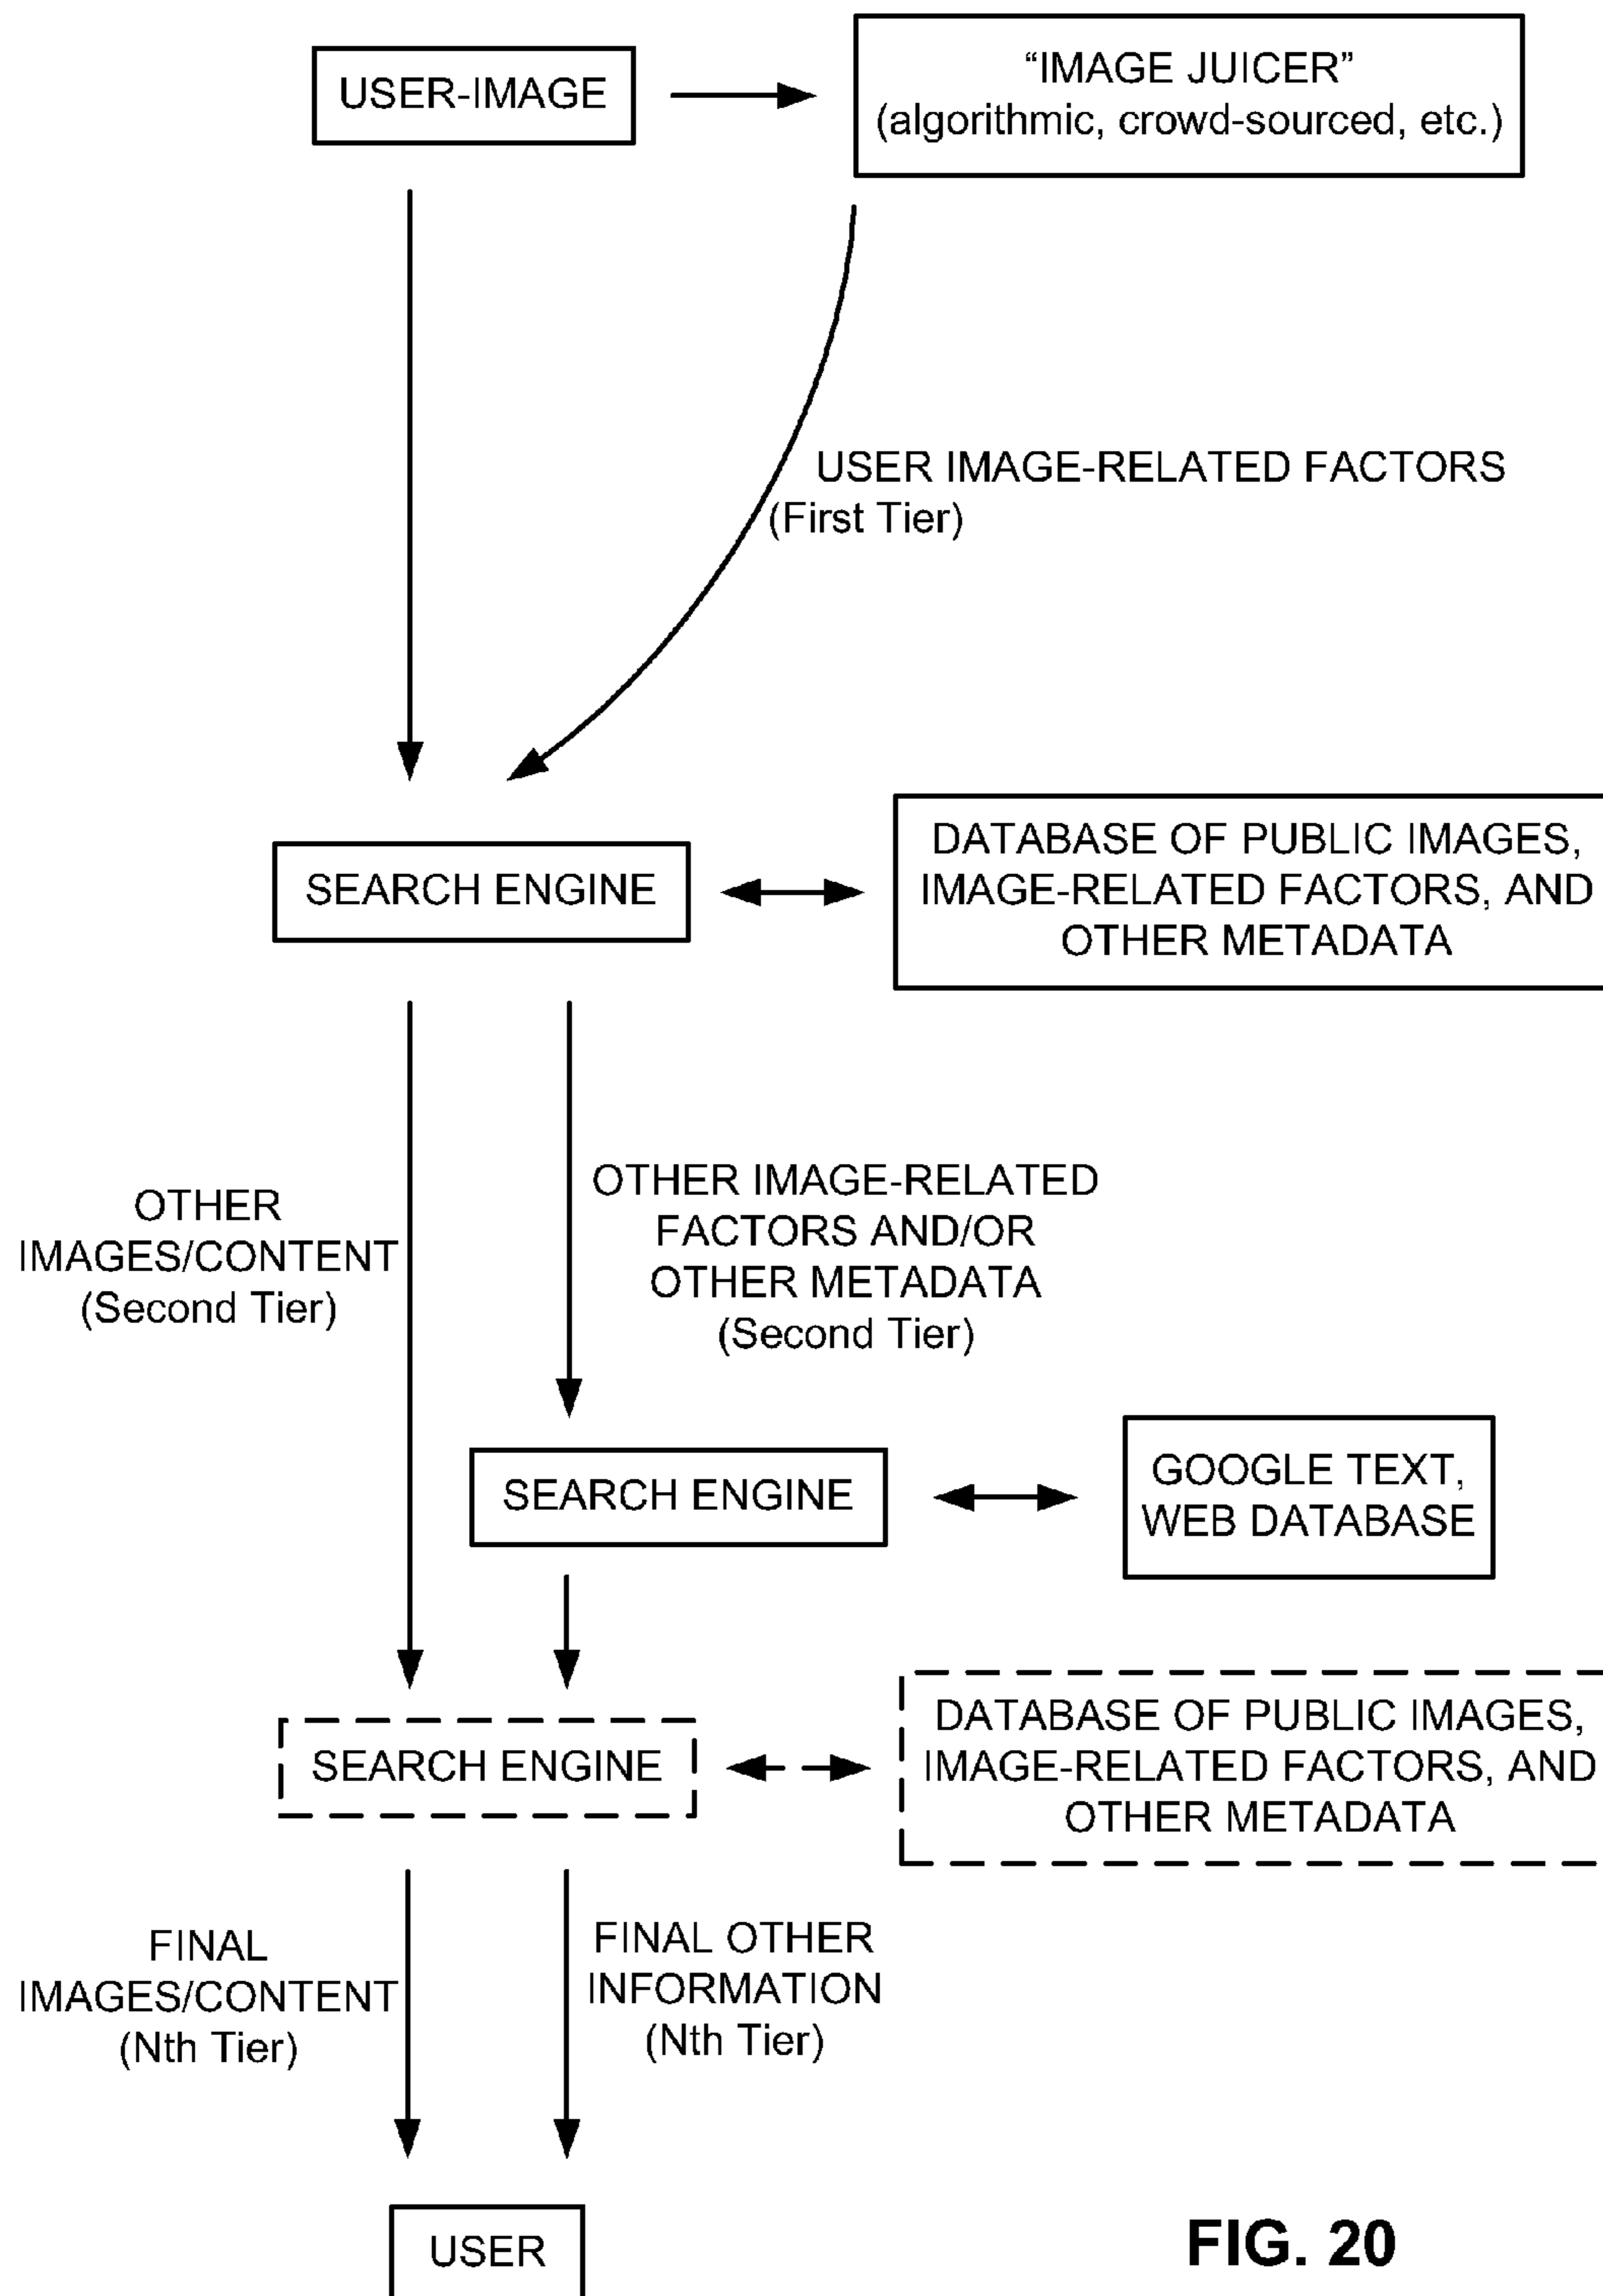 USER-IMAGE
“IMAGE JUICER”
(algorithmic, crowd-sourced, etc.)
USER IMAGE-RELATED FACTORS
(First Tier)
SEARCH ENGINE
DATABASE OF PUBLIC IMAGES,
IMAGE-RELATED FACTORS, AND
OTHER METADATA
OTHER
IMAGES/CONTENT
(Second Tier)
OTHER IMAGE-RELATED
FACTORS AND/OR
OTHER METADATA
(Second Tier)
SEARCH ENGINE
GOOGLE TEXT,
WEB DATABASE
SEARCH ENGINE
DATABASE OF PUBLIC IMAGES,
IMAGE-RELATED FACTORS, AND
OTHER METADATA
FINAL
IMAGES/CONTENT
(Nth Tier)
FINAL OTHER
INFORMATION
(Nth Tier)
USER
FIG. 20